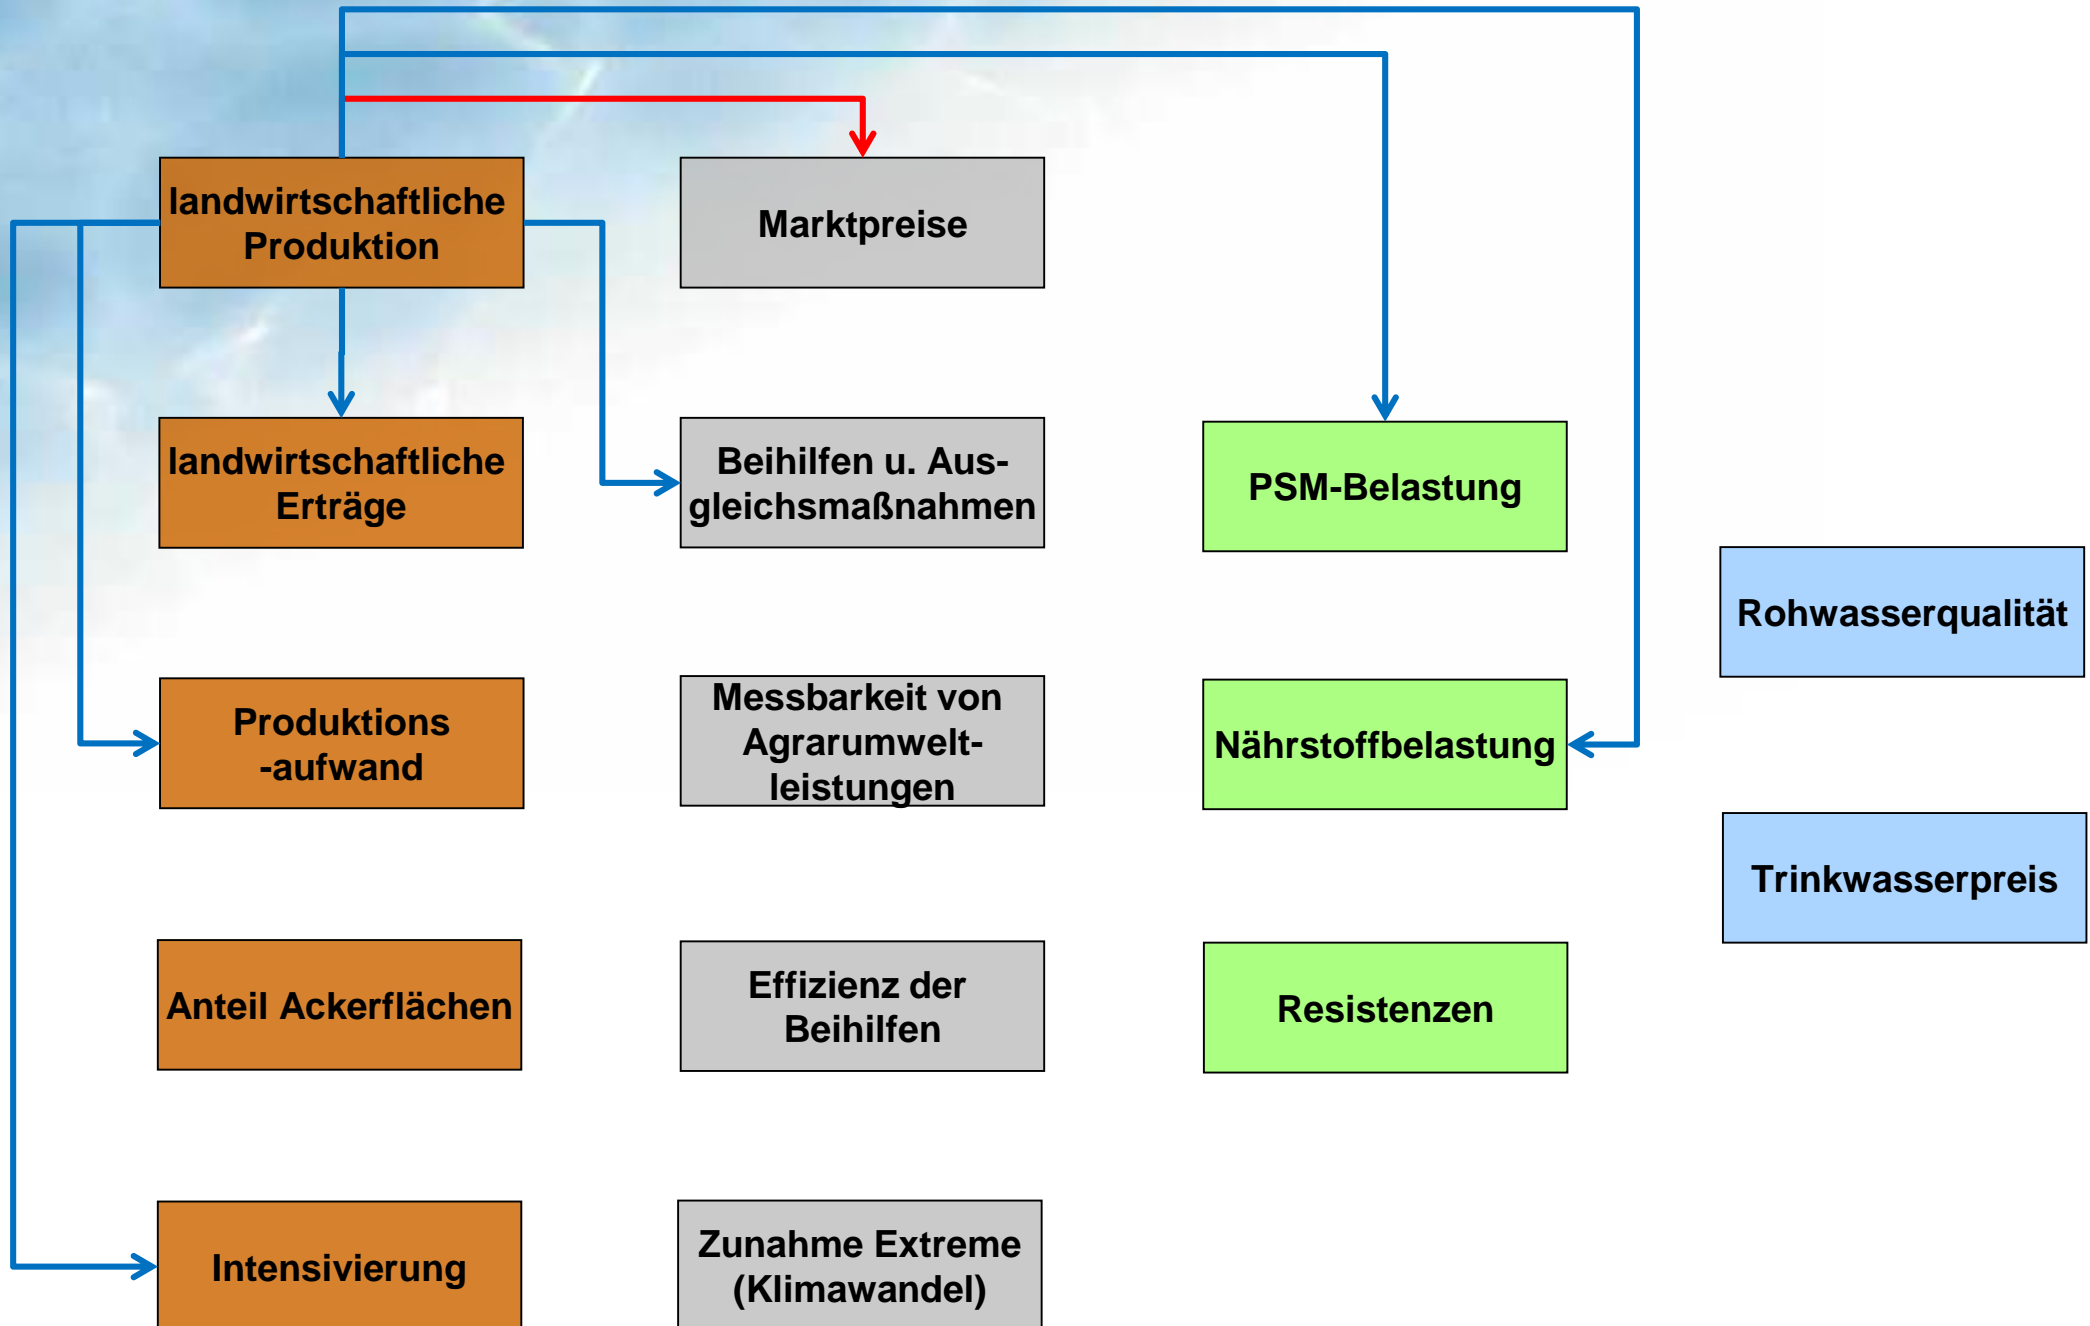 landwirtschaftliche
Produktion
Marktpreise
landwirtschaftliche
Erträge
Beihilfen u. Aus-
gleichsmaßnahmen
PSM-Belastung
Rohwasserqualität
Produktions
-aufwand
Messbarkeit von
Agrarumwelt-
leistungen
Nährstoffbelastung
Trinkwasserpreis
Anteil Ackerflächen
Effizienz der
Beihilfen
Resistenzen
Intensivierung
Zunahme Extreme
(Klimawandel)